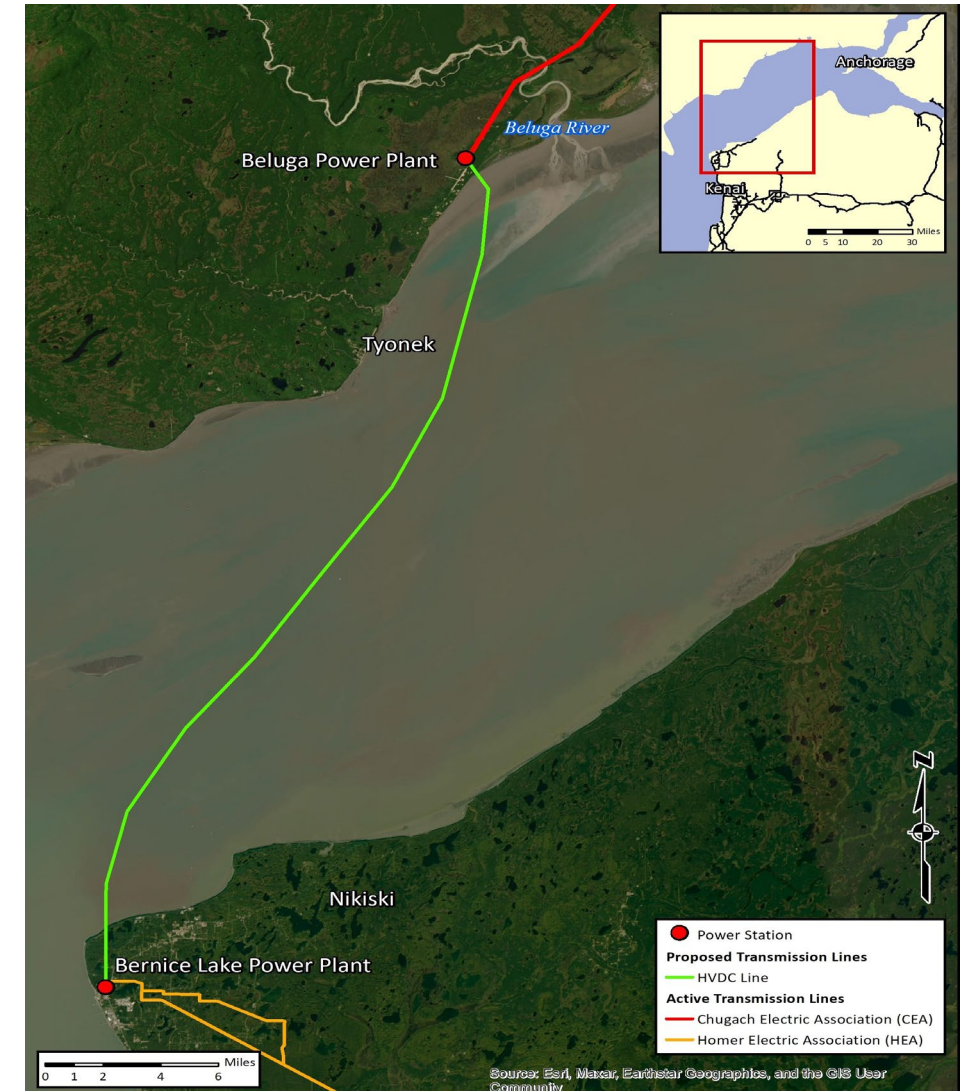 Anchorage
Kenai
Miles
0 5 10 20 30
Beluga River
Beluga Power Plant
Tyonek
N
Nikiski
Bernice Lake Power Plant
Power Station
Proposed Transmission Lines
HVDC Line
Active Transmission Lines
Chugach Electric Association (CEA)
Homer Electric Association (HEA)
Miles
0 1 2 4 6
Source: Esri, Maxar, Earthstar Geographics, and the GIS User
Community